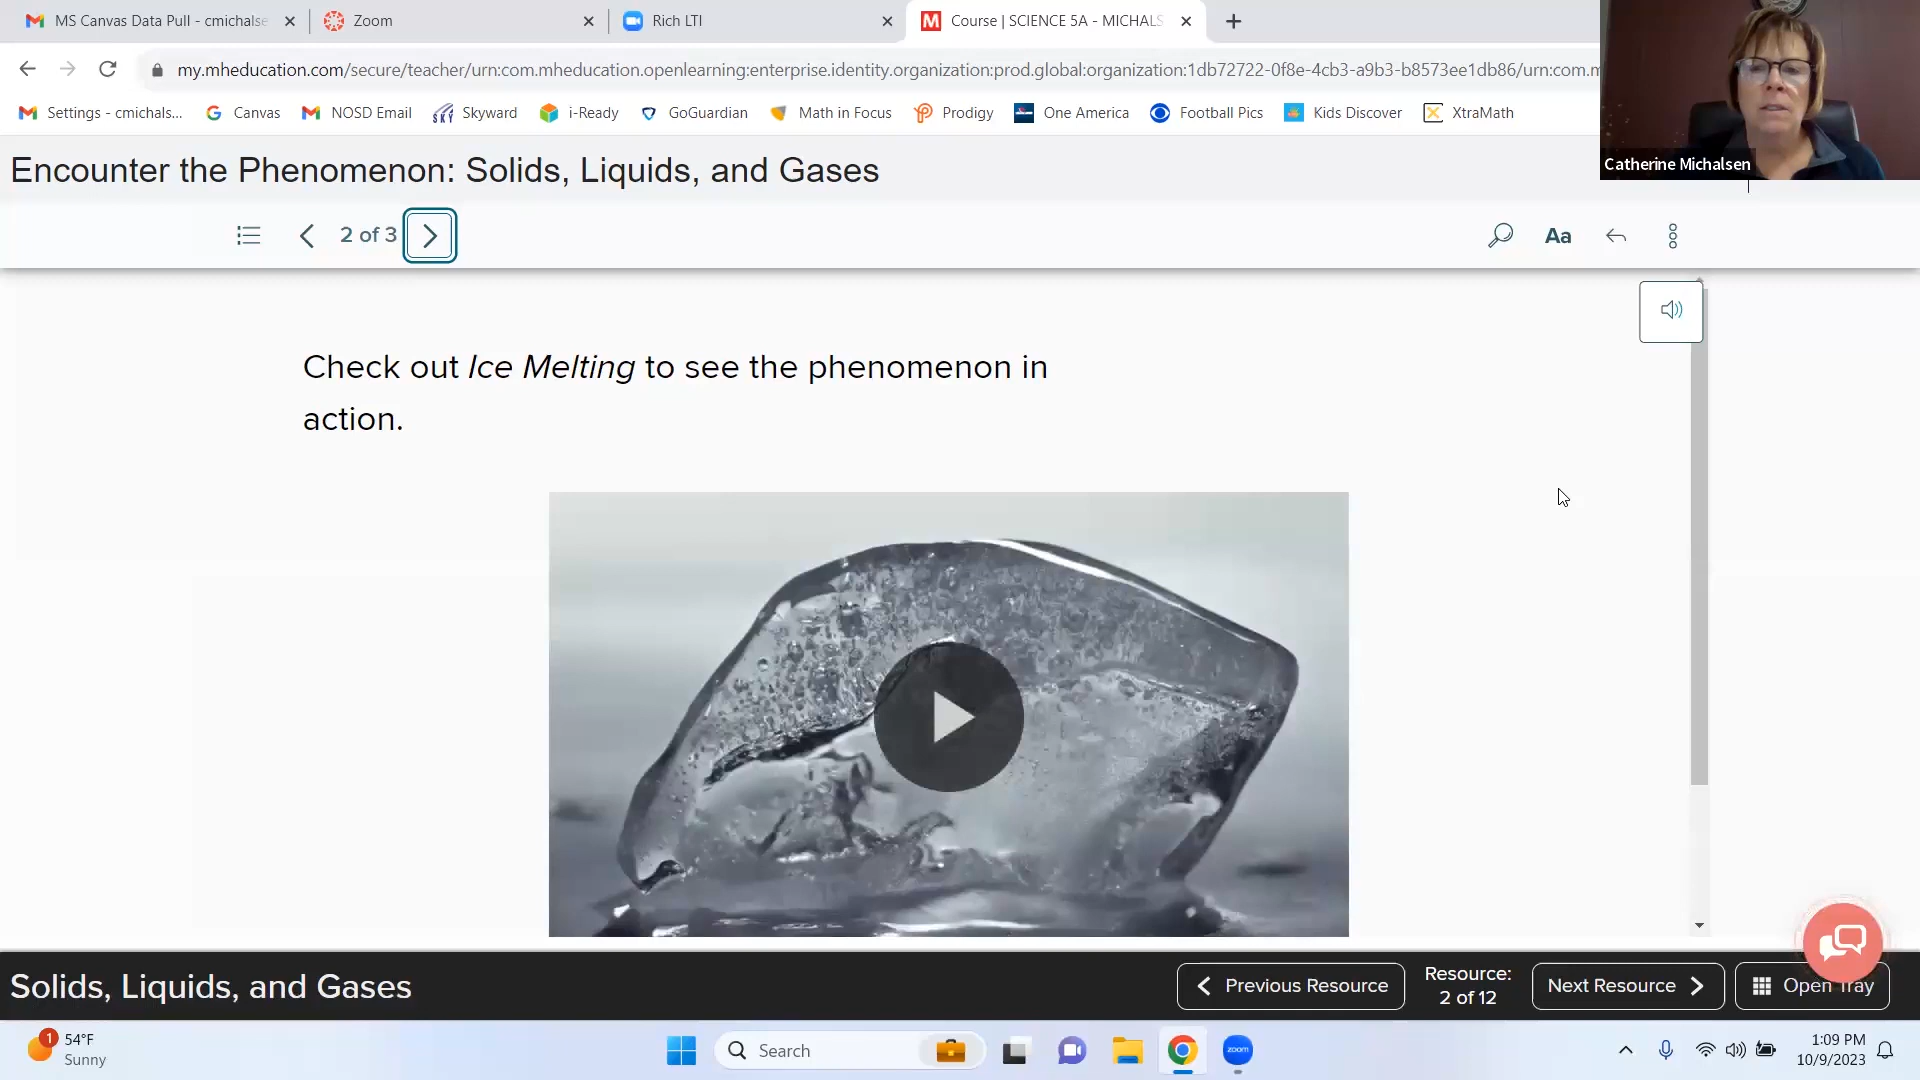 MS Canvas Data Pull - cmichalse
Zoom
Rich LTI
Course | SCIENCE 5A - MICHALS
my.mheducation.com/secure/teacher/urn:com.mheducation.openlearning:enterprise.identity.organization:prod.global:organization:1db72722-0f8e-4cb3-a9b3-b8573ee1db86/urn:com.m
Settings - cmichals...
Canvas
NOSD Email
Skyward
i-Ready
GoGuardian
Math in Focus
Prodigy
One America
Football Pics
Kids Discover
XtraMath
Catherine Michalsen
Encounter the Phenomenon: Solids, Liquids, and Gases
2 of 3
Aa
Check out Ice Melting to see the phenomenon in
action.
Solids, Liquids, and Gases
Previous Resource
Resource:
2 of 12
Next Resource
Open Tray
1
54°F
Sunny
Search
zoom
1:09 PM
10/9/2023